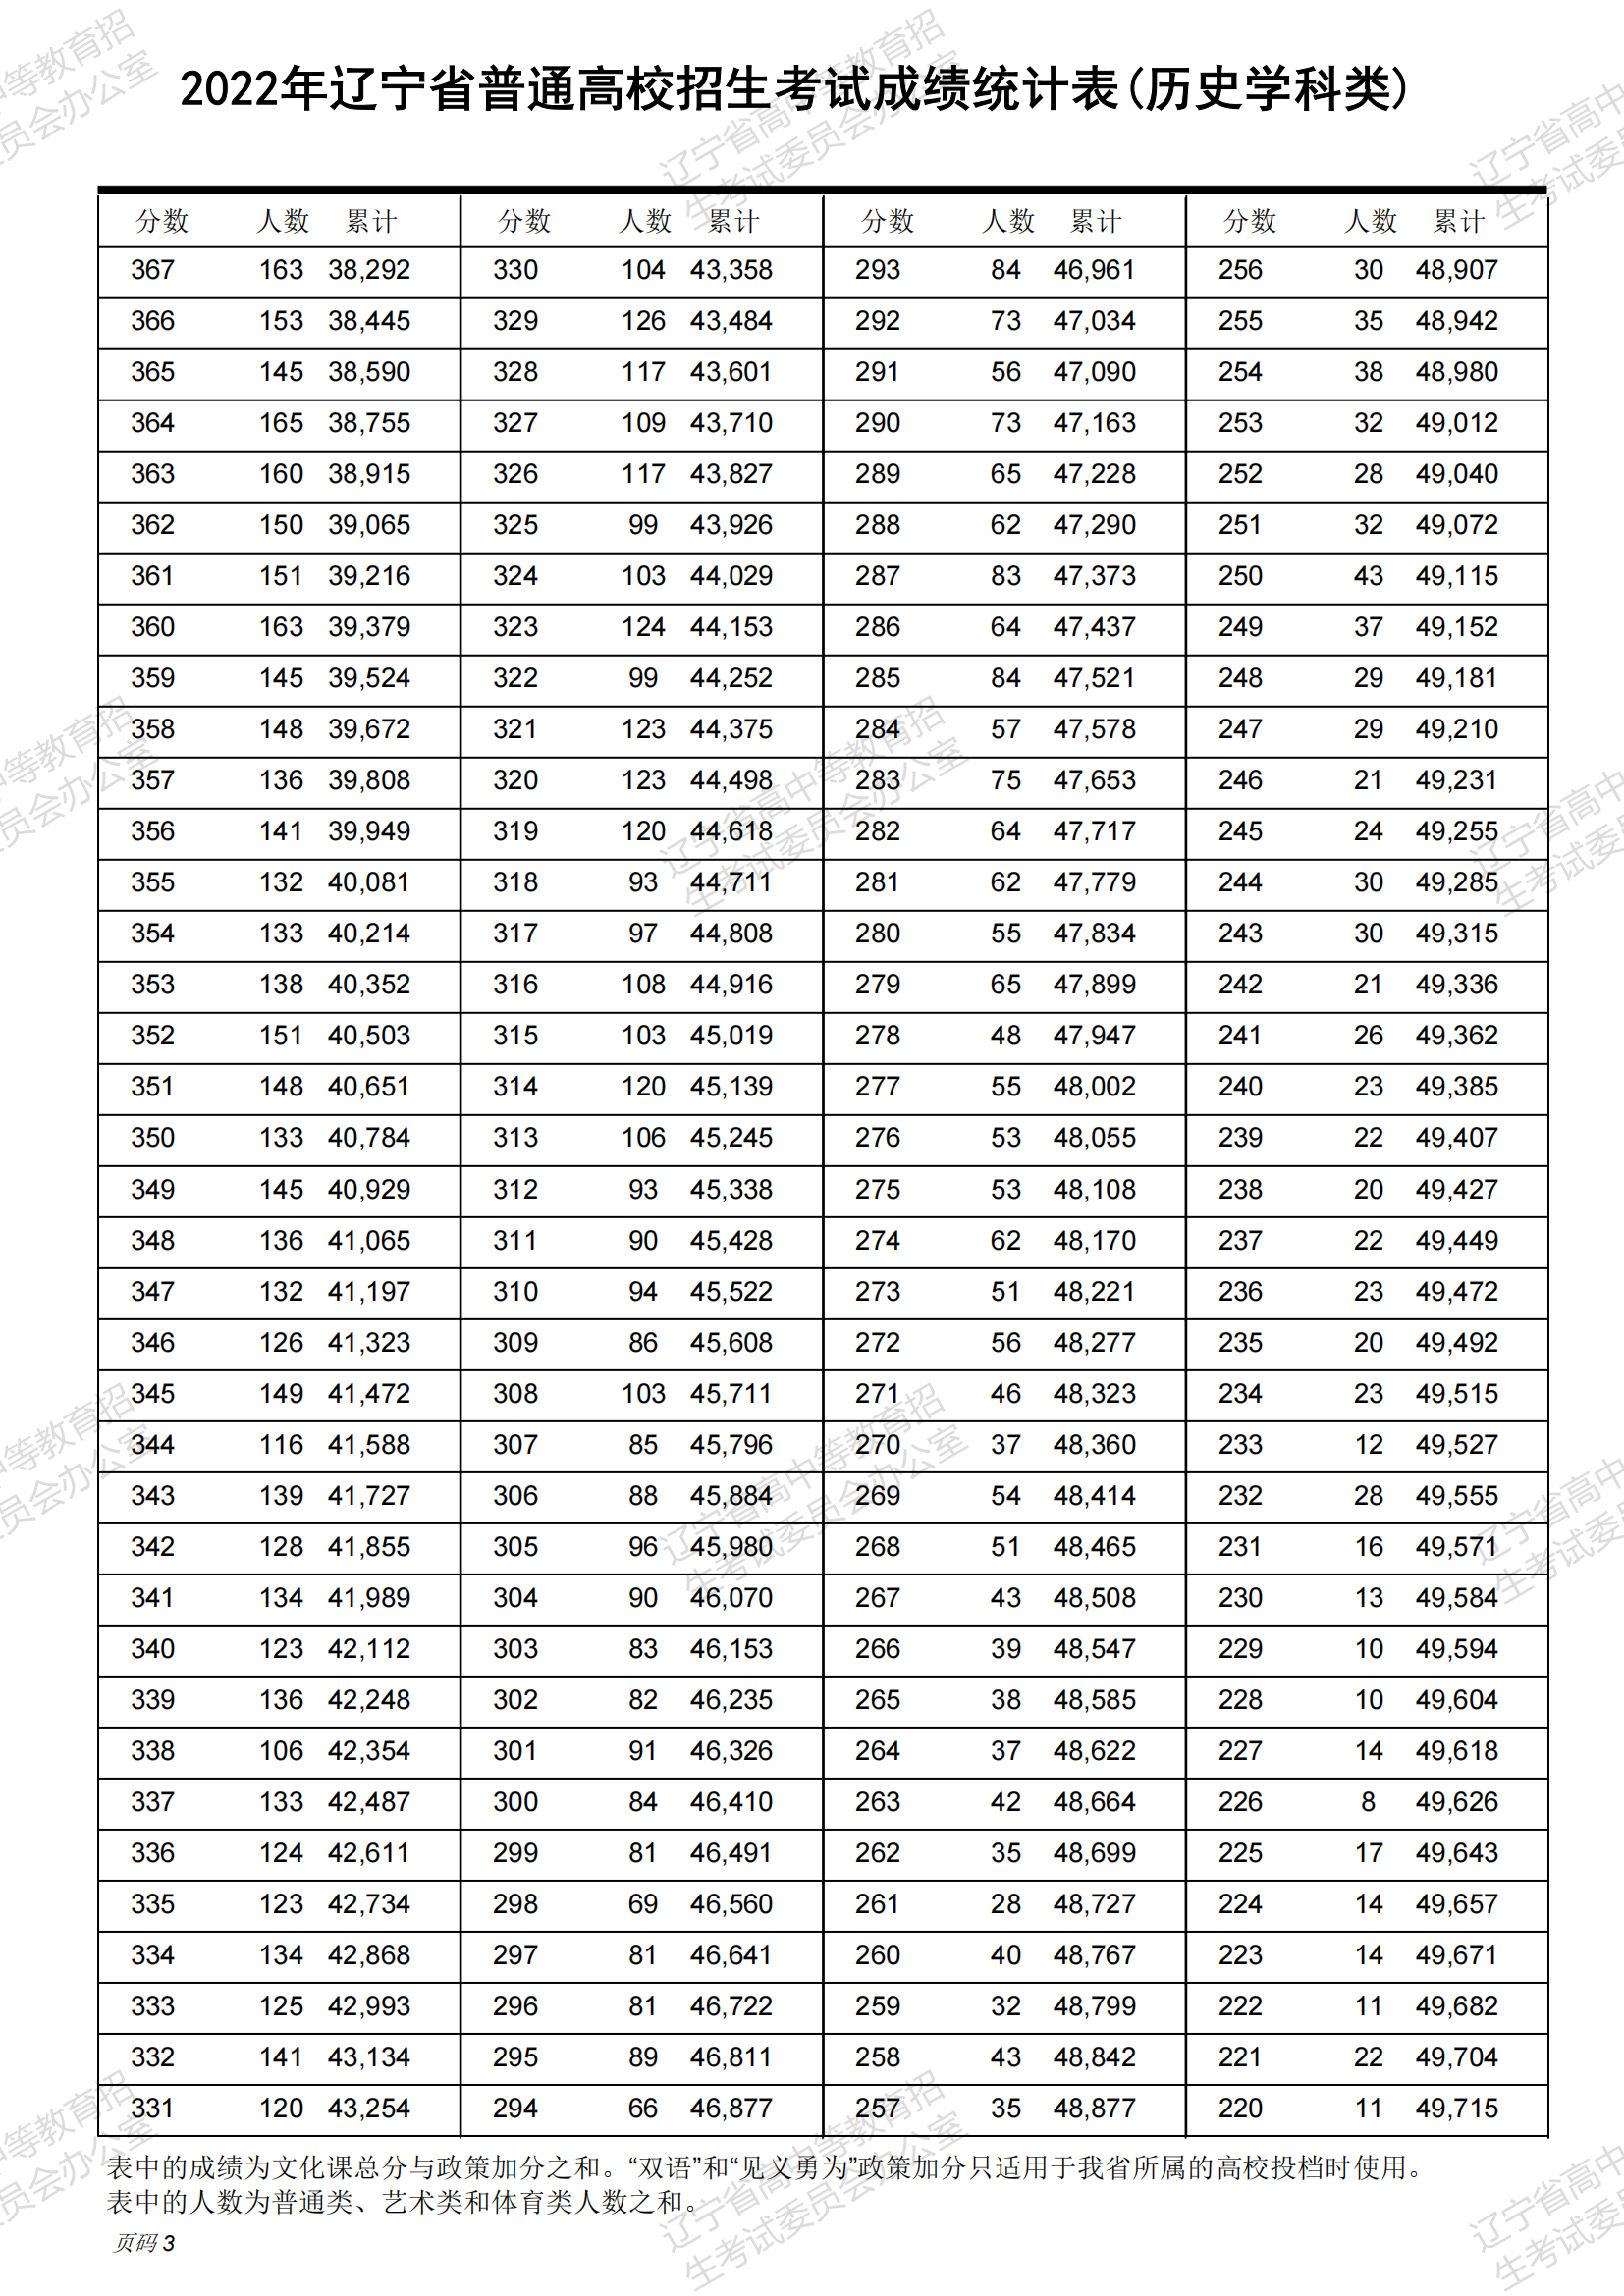 2022年辽宁省普通高校招生考试成绩统计表(历史学科类)
分数 人数 累计 分数 人数 累计 分数 人数 累计 分数 人数 累计
367 163 38,292 330 104 43,358 293 84 46,961 256 30 48,907
366 153 38,445 329 126 43,484 292 73 47,034 255 35 48,942
365 145 38,590 328 117 43,601 291 56 47,090 254 38 48,980
364 165 38,755 327 109 43,710 290 73 47,163 253 32 49,012
363 160 38,915 326 117 43,827 289 65 47,228 252 28 49,040
362 150 39,065 325 99 43,926 288 62 47,290 251 32 49,072
361 151 39,216 324 103 44,029 287 83 47,373 250 43 49,115
360 163 39,379 323 124 44,153 286 64 47,437 249 37 49,152
359 145 39,524 322 99 44,252 285 84 47,521 248 29 49,181
358 148 39,672 321 123 44,375 284 57 47,578 247 29 49,210
357 136 39,808 320 123 44,498 283 75 47,653 246 21 49,231
356 141 39,949 319 120 44,618 282 64 47,717 245 24 49,255
355 132 40,081 318 93 44,711 281 62 47,779 244 30 49,285
354 133 40,214 317 97 44,808 280 55 47,834 243 30 49,315
353 138 40,352 316 108 44,916 279 65 47,899 242 21 49,336
352 151 40,503 315 103 45,019 278 48 47,947 241 26 49,362
351 148 40,651 314 120 45,139 277 55 48,002 240 23 49,385
350 133 40,784 313 106 45,245 276 53 48,055 239 22 49,407
349 145 40,929 312 93 45,338 275 53 48,108 238 20 49,427
348 136 41,065 311 90 45,428 274 62 48,170 237 22 49,449
347 132 41,197 310 94 45,522 273 51 48,221 236 23 49,472
346 126 41,323 309 86 45,608 272 56 48,277 235 20 49,492
345 149 41,472 308 103 45,711 271 46 48,323 234 23 49,515
344 116 41,588 307 85 45,796 270 37 48,360 233 12 49,527
343 139 41,727 306 88 45,884 269 54 48,414 232 28 49,555
342 128 41,855 305 96 45,980 268 51 48,465 231 16 49,571
341 134 41,989 304 90 46,070 267 43 48,508 230 13 49,584
340 123 42,112 303 83 46,153 266 39 48,547 229 10 49,594
339 136 42,248 302 82 46,235 265 38 48,585 228 10 49,604
338 106 42,354 301 91 46,326 264 37 48,622 227 14 49,618
337 133 42,487 300 84 46,410 263 42 48,664 226 8 49,626
336 124 42,611 299 81 46,491 262 35 48,699 225 17 49,643
335 123 42,734 298 69 46,560 261 28 48,727 224 14 49,657
334 134 42,868 297 81 46,641 260 40 48,767 223 14 49,671
333 125 42,993 296 81 46,722 259 32 48,799 222 11 49,682
332 141 43,134 295 89 46,811 258 43 48,842 221 22 49,704
331 120 43,254 294 66 46,877 257 35 48,877 220 11 49,715
表中的成绩为文化课总分与政策加分之和。“双语”和“见义勇为”政策加分只适用于我省所属的高校投档时使用。
表中的人数为普通类、艺术类和体育类人数之和。
页码 3
辽宁省高中等教育招
生考试委员会办公室